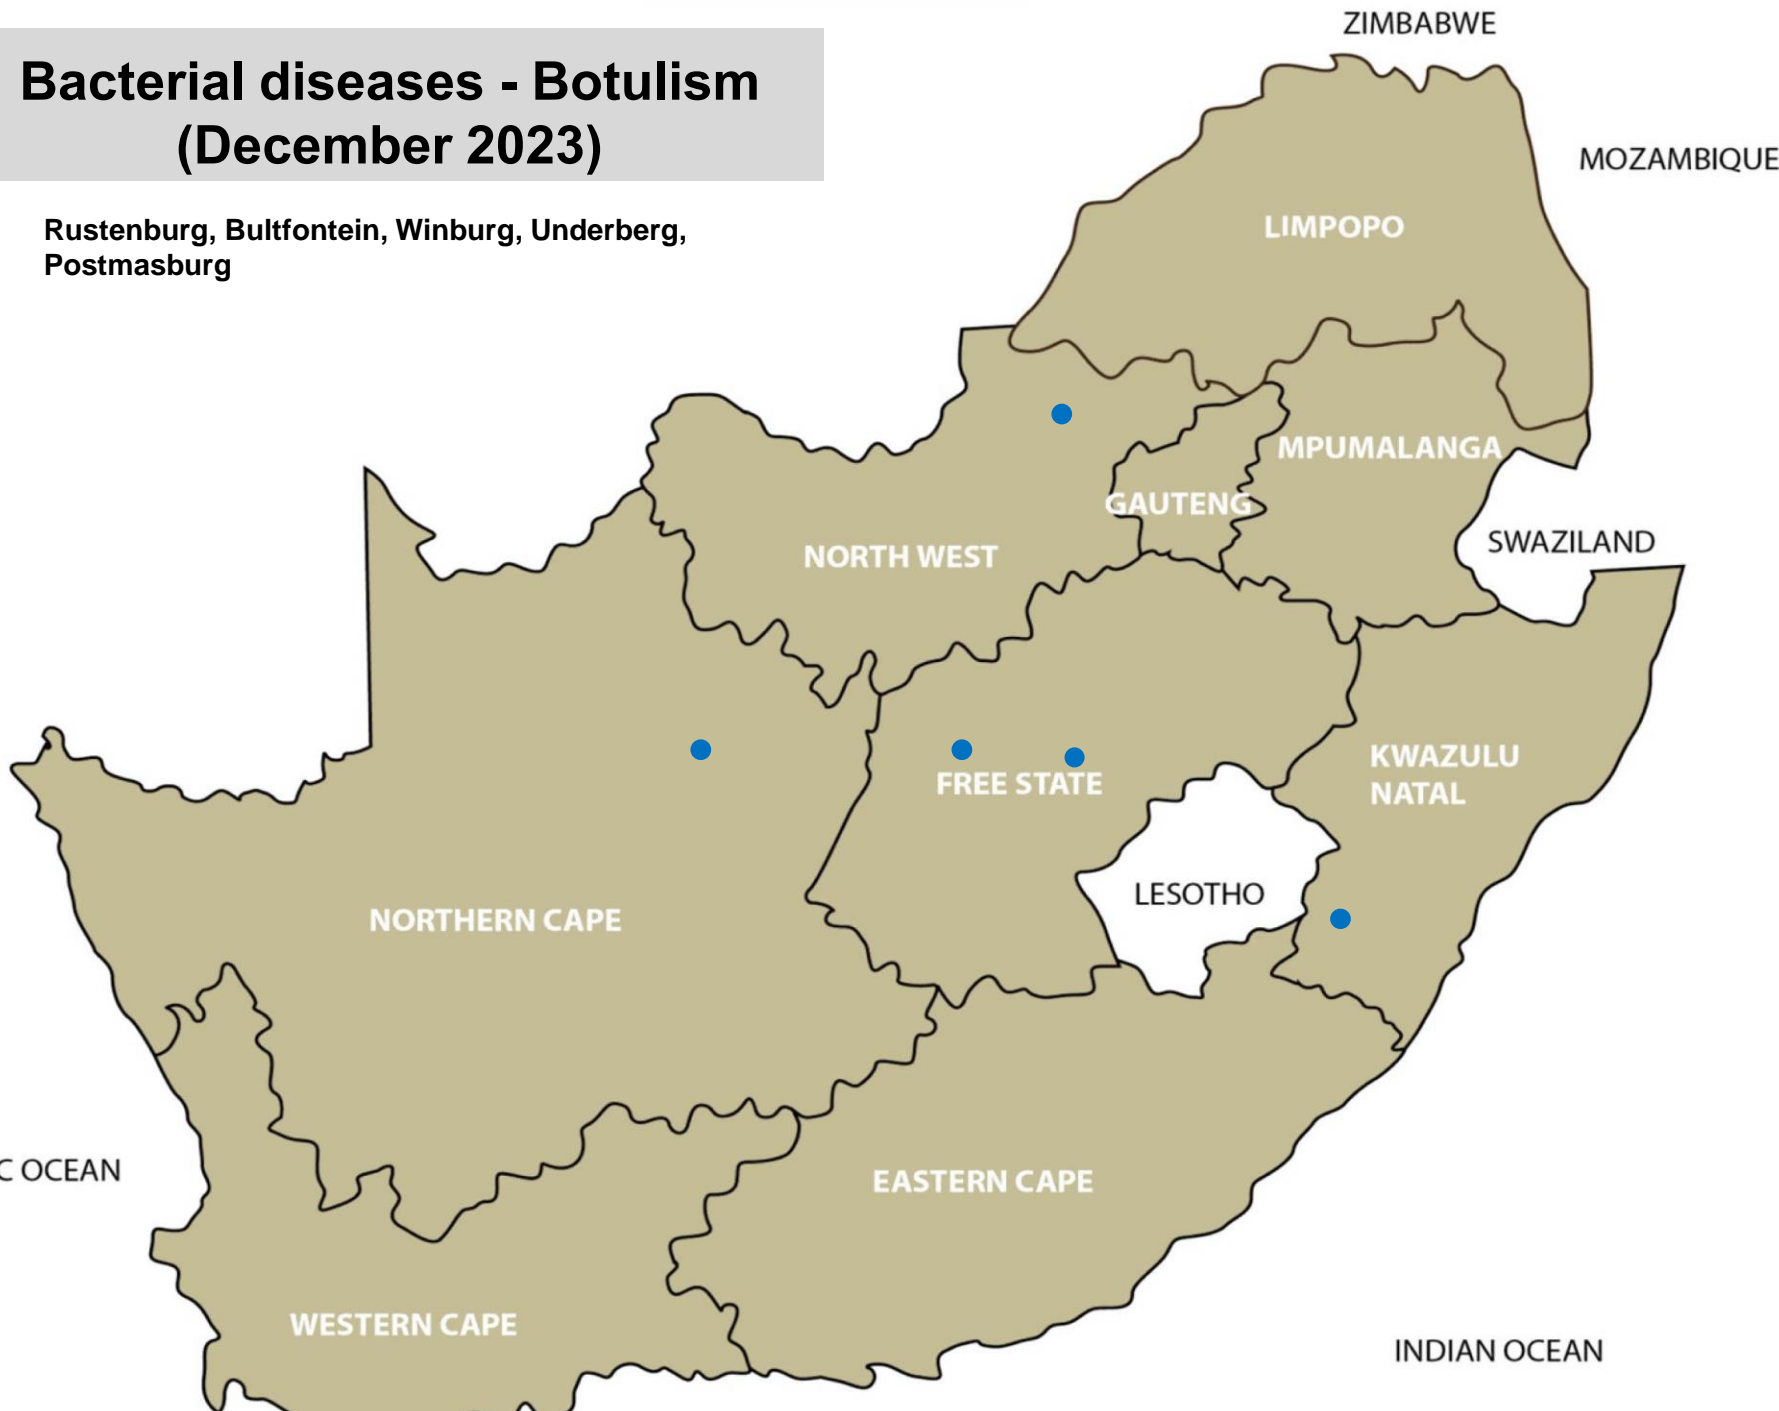 Bacterial diseases - Botulism
(December 2023)
Rustenburg, Bultfontein, Winburg, Underberg,
Postmasburg
ZIMBABWE
MOZAMBIQUE
LIMPOPO
MPUMALANGA
GAUTENG
SWAZILAND
NORTH WEST
KWAZULU
NATAL
FREE STATE
LESOTHO
NORTHERN CAPE
C OCEAN
EASTERN CAPE
WESTERN CAPE
INDIAN OCEAN